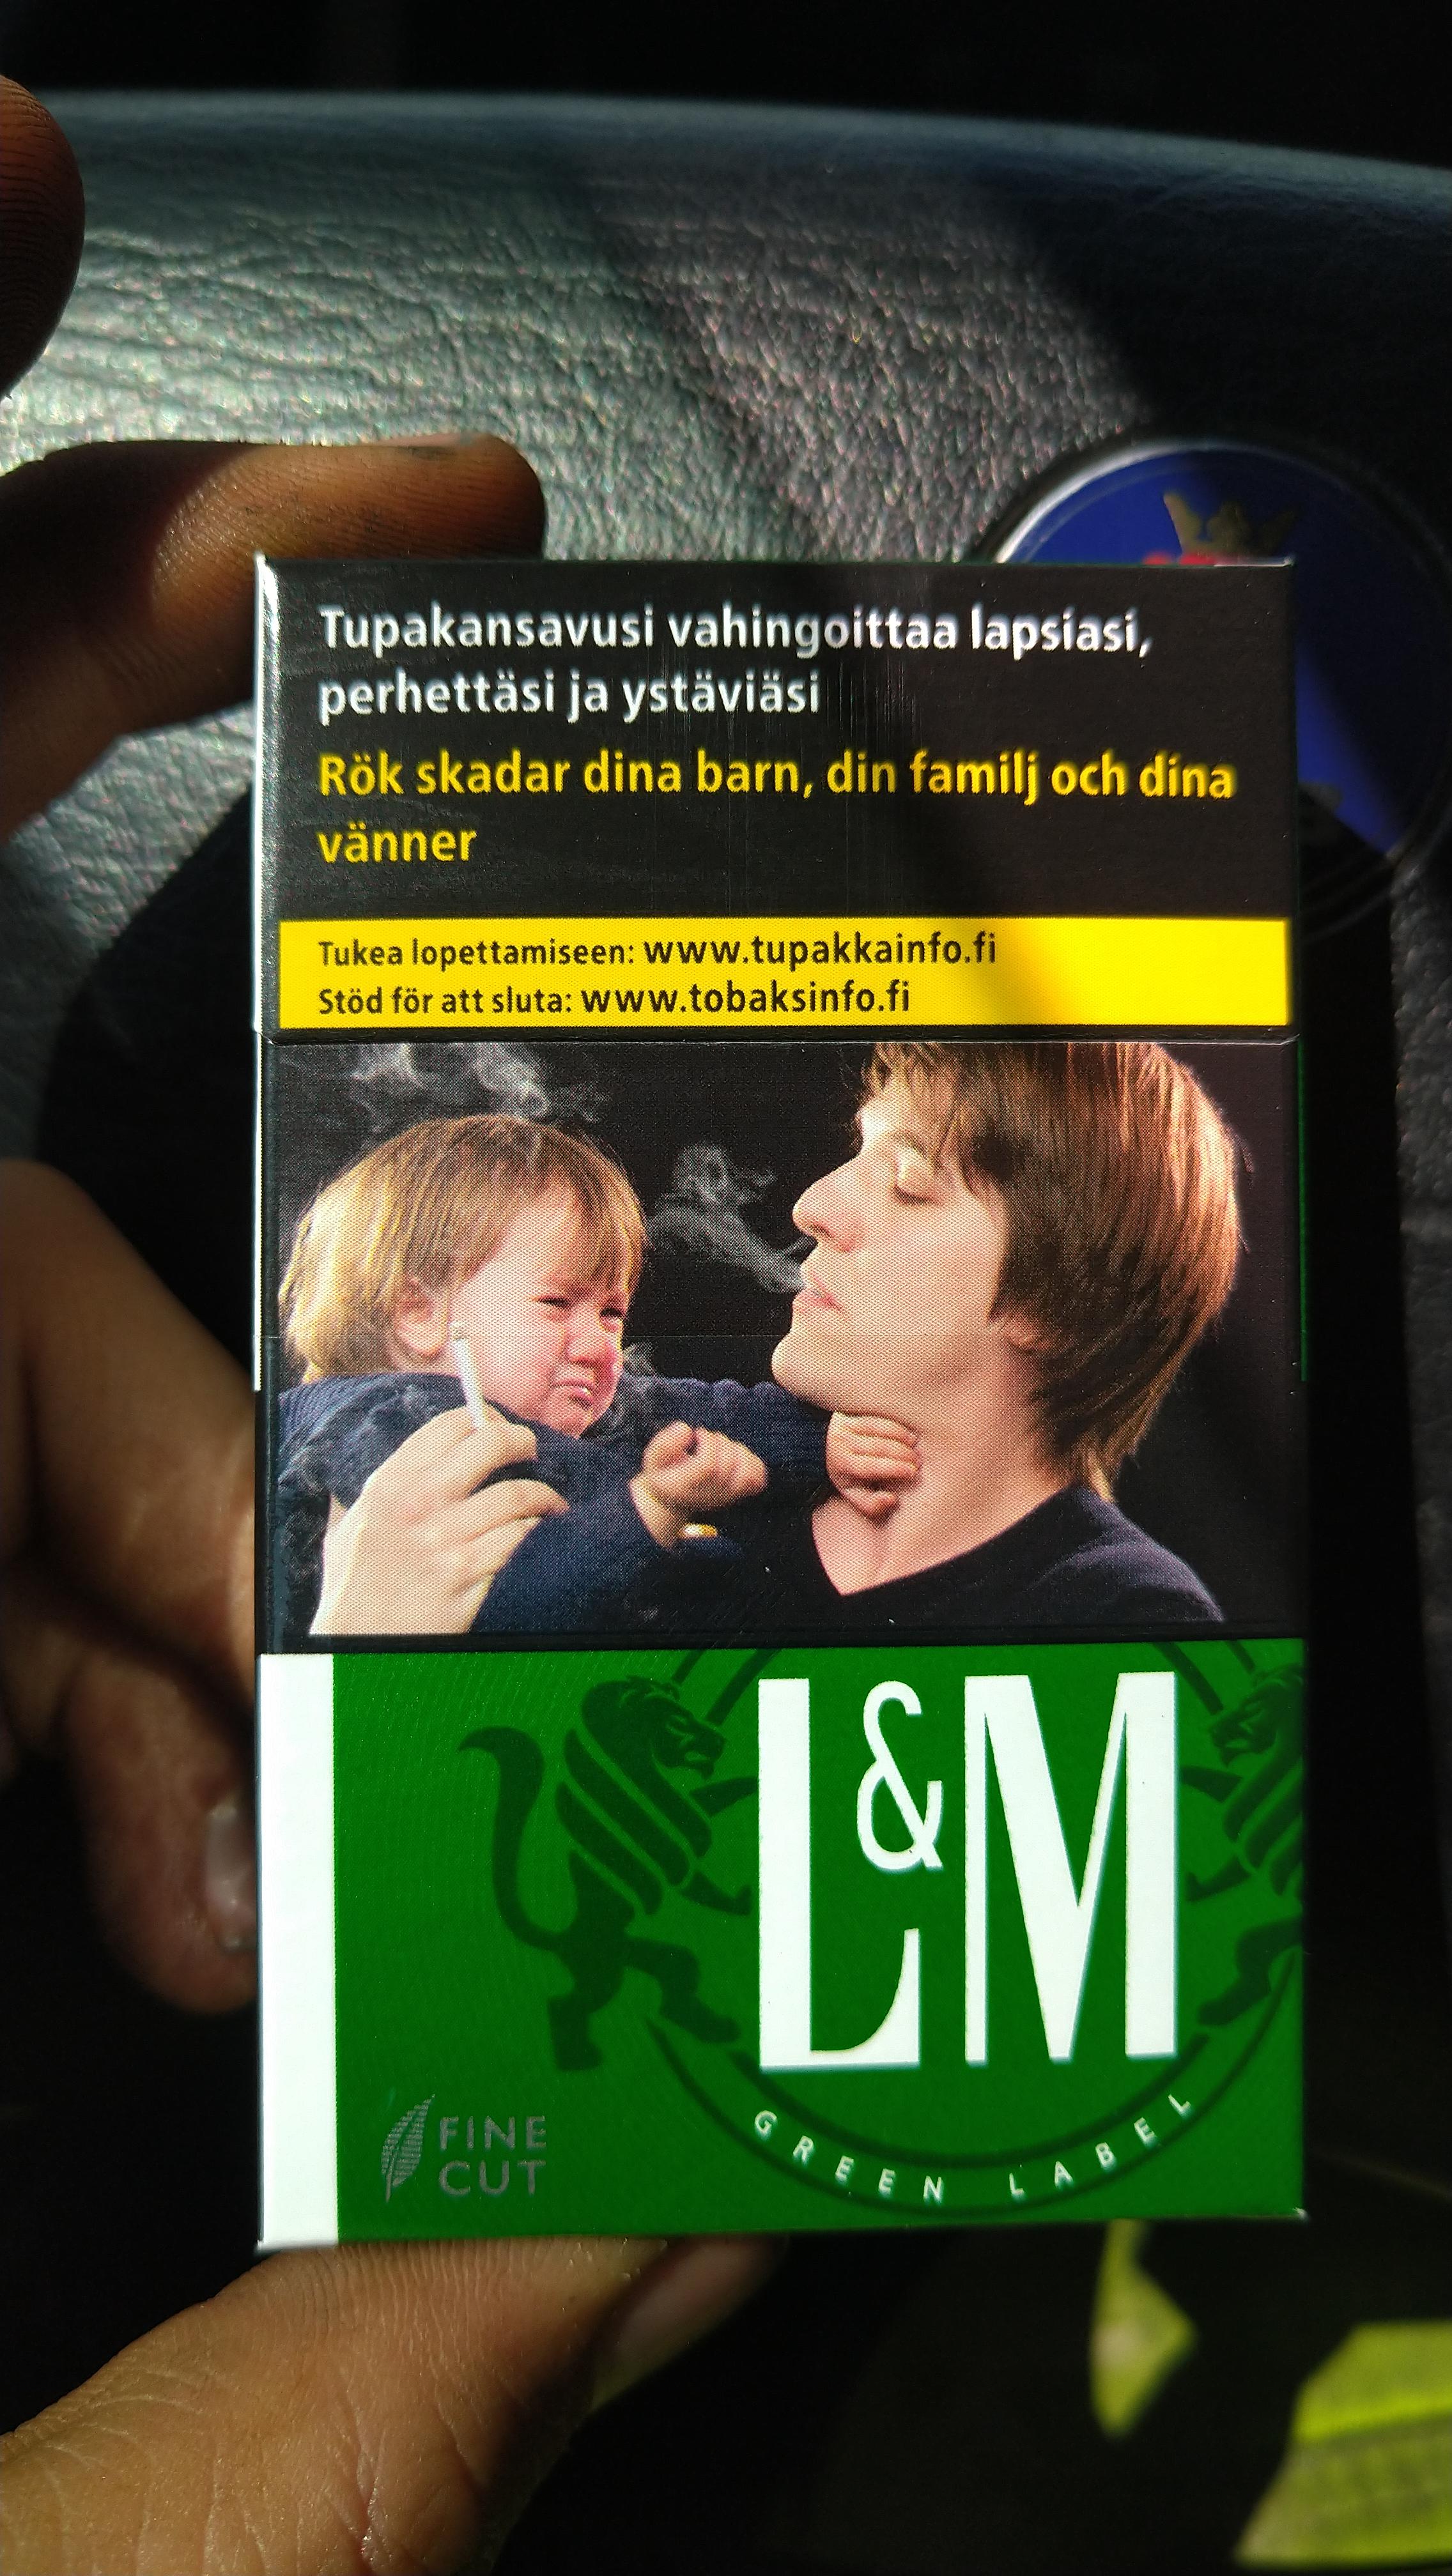 Tupakansavusi vahingoittaa lapsiasi,
perhettäsi ja ystäviäsi
Rök skadar dina barn, din familj och dina
vänner
Tukea lopettamiseen: www.tupakkainfo.fi
Stöd för att sluta: www.tobaksinfo.fi
L&M
GREEN LABEL
FINE
CUT